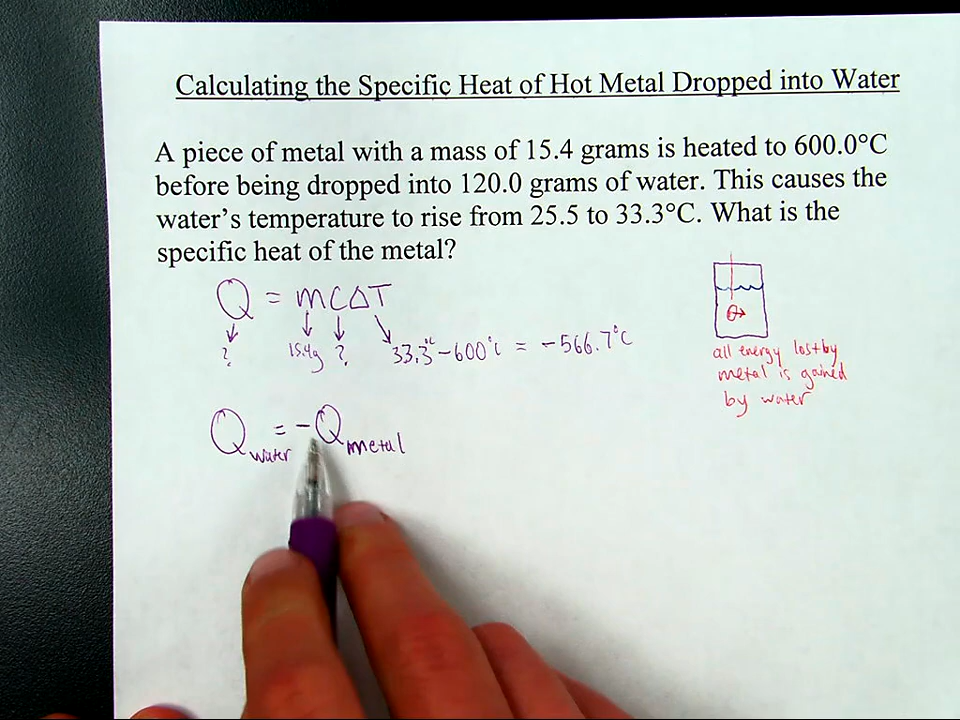 Calculating the Specific Heat of Hot Metal Dropped into Water
A piece of metal with a mass of 15.4 grams is heated to 600.0°C
before being dropped into 120.0 grams of water. This causes the
water's temperature to rise from 25.5 to 33.3°C. What is the
specific heat of the metal?
Q = mCΔT
? 15.4g ? 33.3°C - 600°C = -566.7°C
all energy lost by
metal is gained
by water
Q water = -Q metal